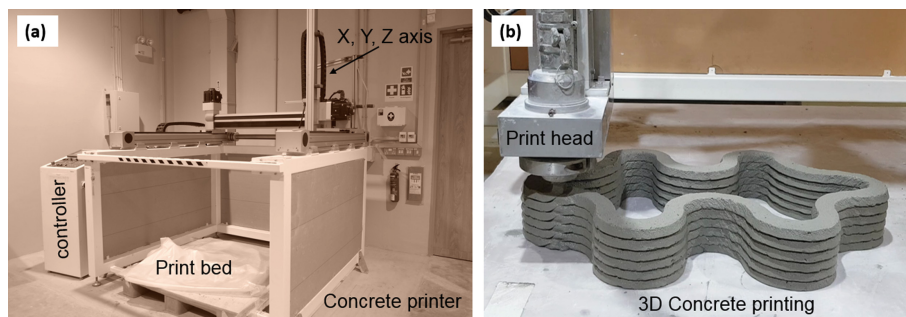 (a)
X, Y, Z axis
controller
Print bed
Concrete printer
(b)
Print head
3D Concrete printing